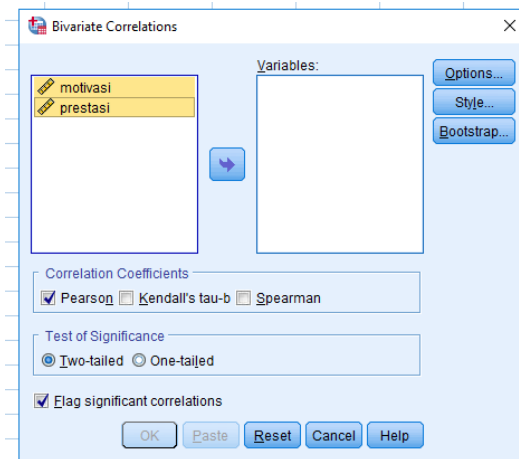 Bivariate Correlations
motivasi
prestasi
Variables:
Options...
Style...
Bootstrap...
Correlation Coefficients
Pearson Kendall's tau-b Spearman
Test of Significance
Two-tailed One-tailed
Flag significant correlations
OK Paste Reset Cancel Help